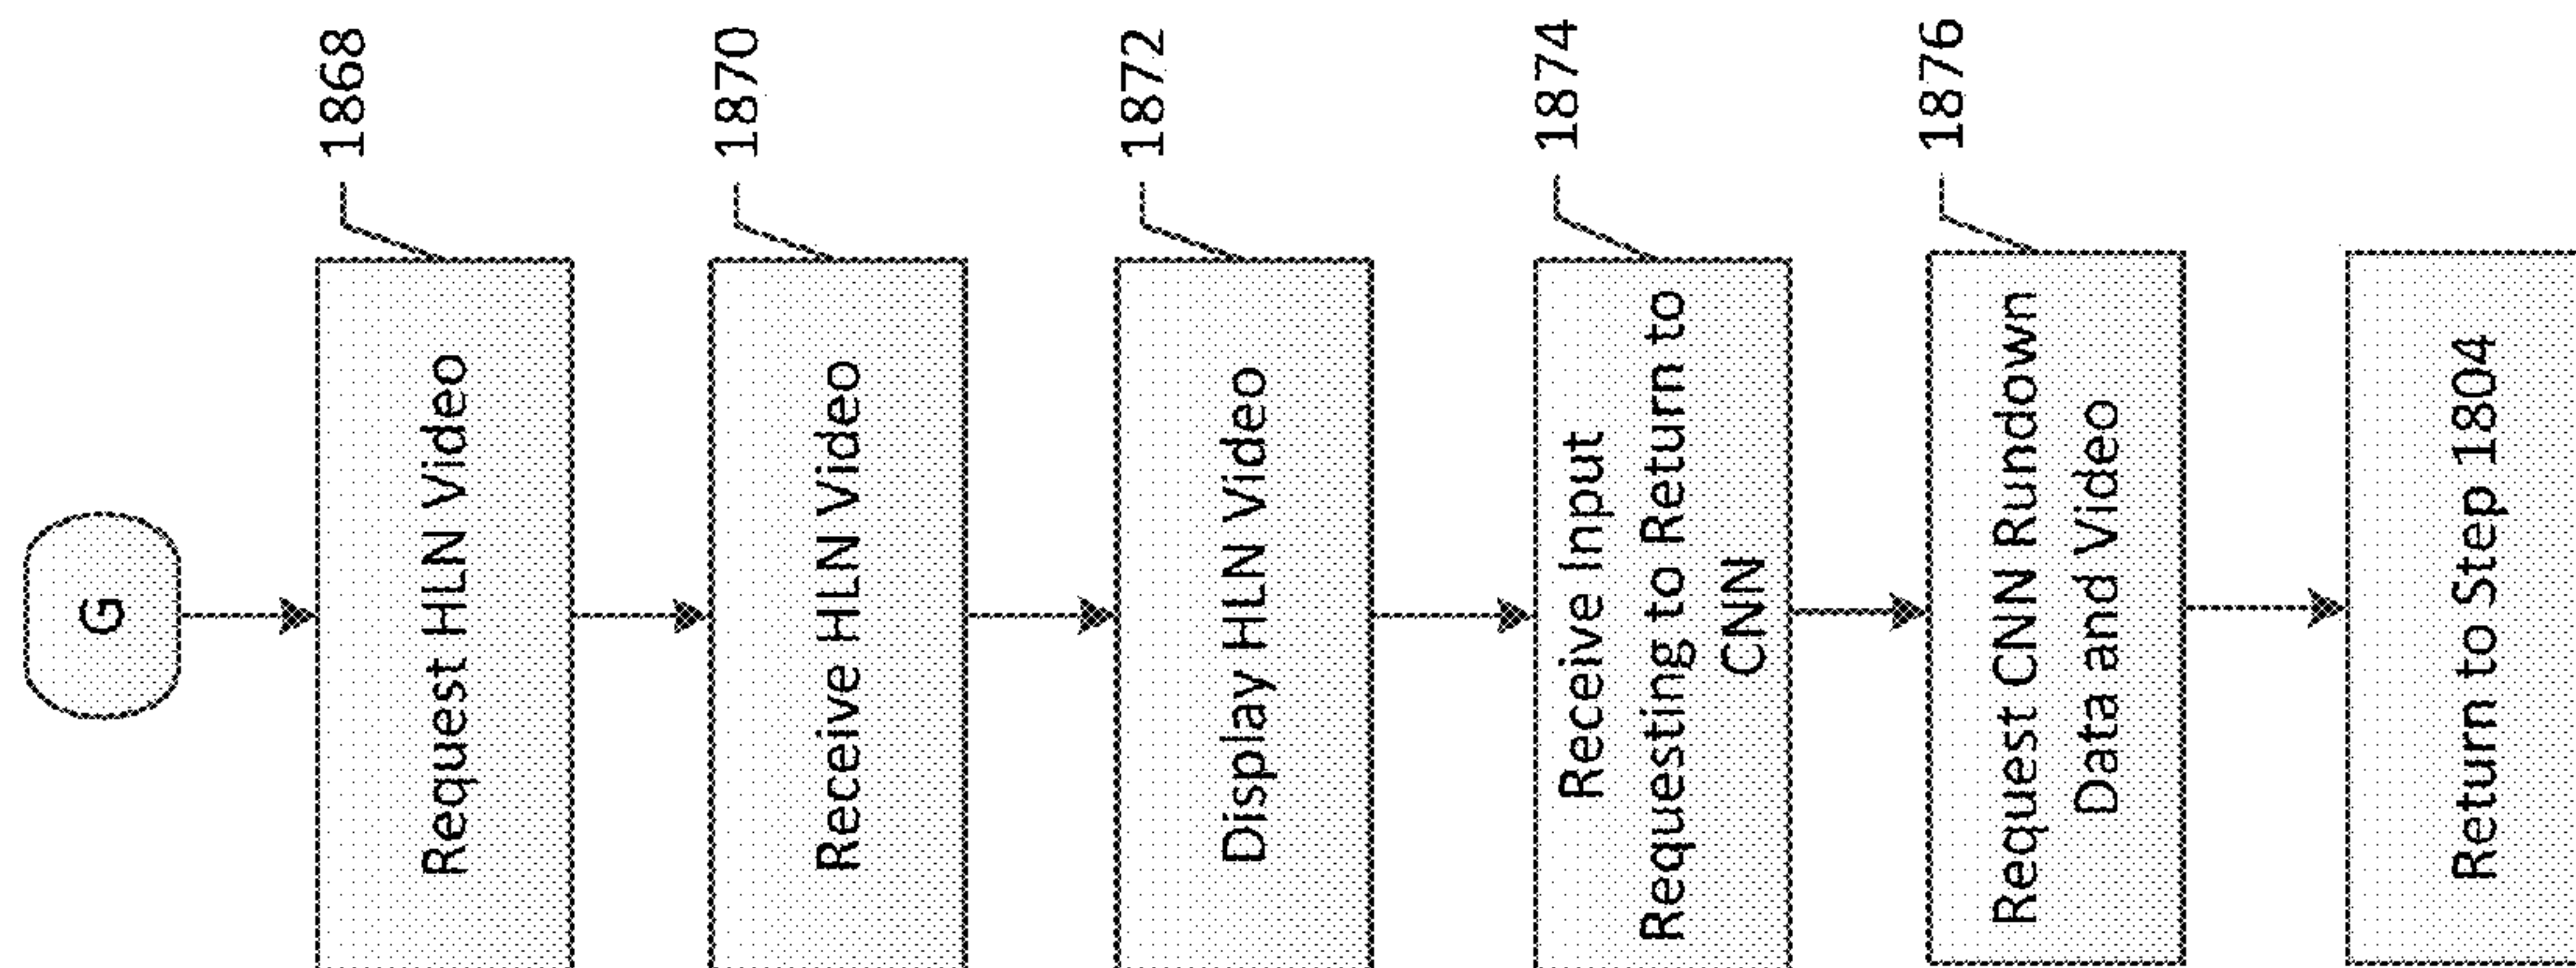 G
1868
Request HLN Video
1870
Receive HLN Video
1872
Display HLN Video
1874
Receive Input
Requesting to Return to
CNN
1876
Request CNN Rundown
Data and Video
Return to Step 1804